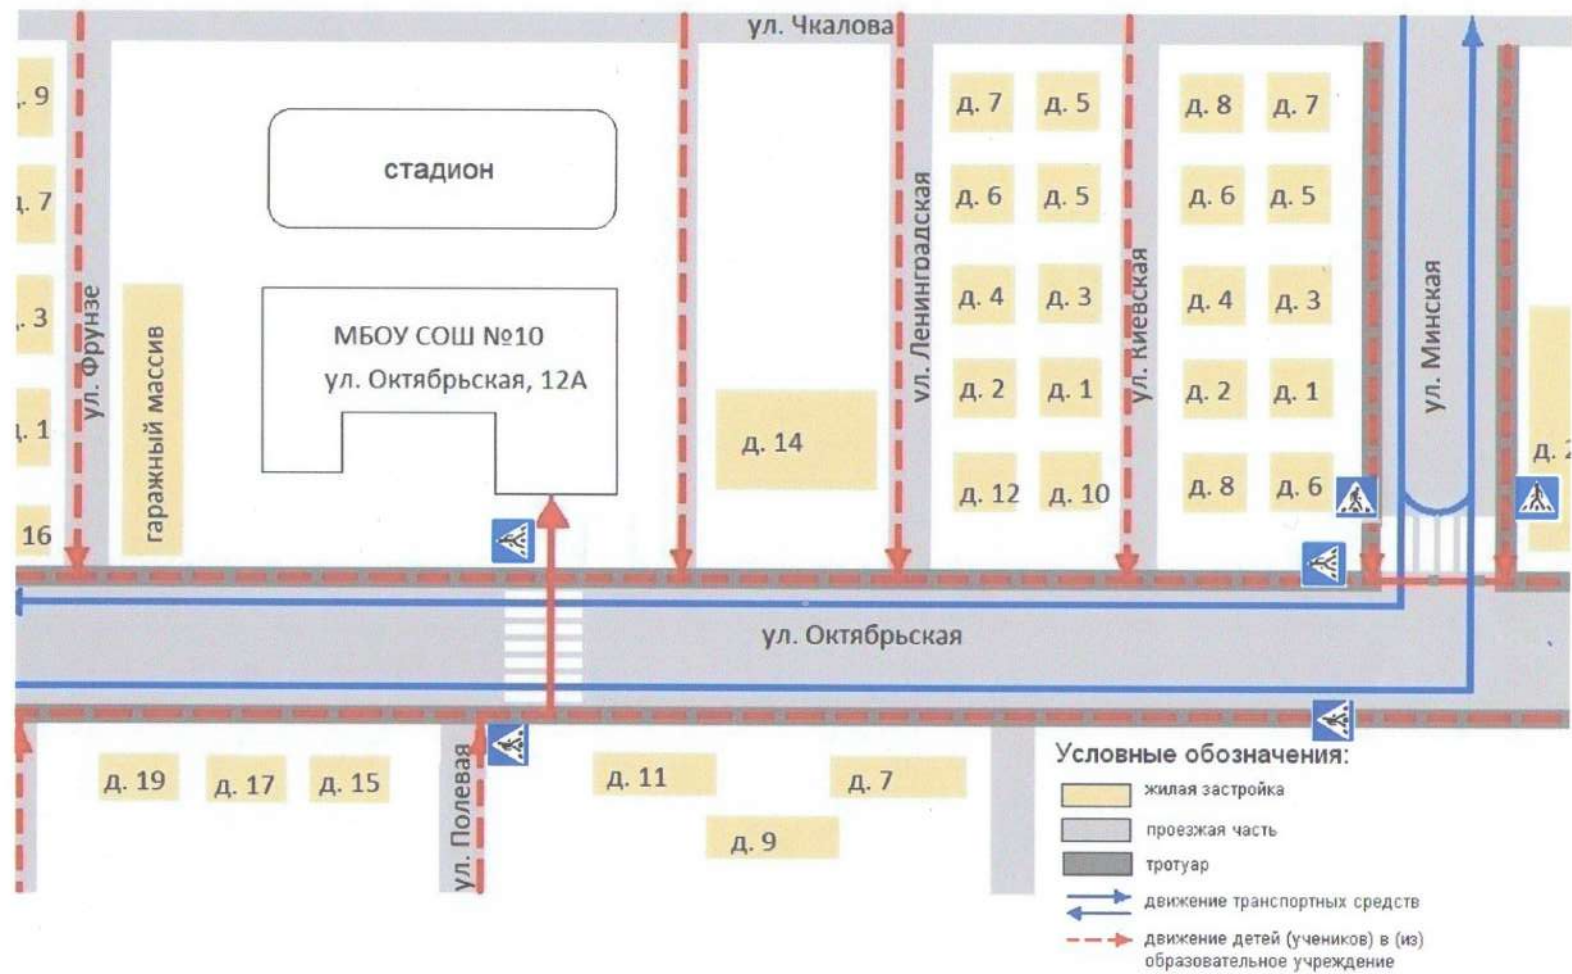 ул. Чкалова
д. 7
д. 5
д. 8
д. 7
. 9
стадион
д. 6
д. 5
д. 6
д. 5
д. 7
ул. Фрунзе
ул. Ленинградская
ул. Киевская
ул. Минская
д. 4
д. 3
д. 4
д. 3
. 3
гаражный массив
МБОУ СОШ №10
ул. Октябрьская, 12А
д. 2
д. 1
д. 2
д. 1
д. 1
д. 14
д. 2
д. 12
д. 10
д. 8
д. 6
16
ул. Октябрьская
ул. Полевая
д. 19
д. 17
д. 15
д. 11
д. 7
д. 9
Условные обозначения:
жилая застройка
проезжая часть
тротуар
движение транспортных средств
движение детей (учеников) в (из)
образовательное учреждение